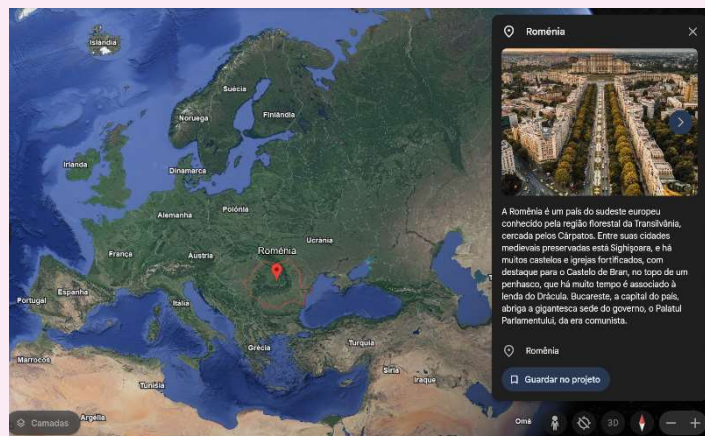 Islândia
Suécia
Noruega
Finlândia
Irlanda
Dinamarca
Polónia
Alemanha
Ucrânia
França
Áustria
Roménia
Espanha
Portugal
Itália
Grécia
Turquia
Síria
Iraque
Marrocos
Tunísia
Argélia
Omã
Camadas
3D
Roménia
A Romênia é um país do sudeste europeu
conhecido pela região florestal da Transilvânia,
cercada pelos Cárpatos. Entre suas cidades
medievais preservadas está Sighișoara, e há
muitos castelos e igrejas fortificados, com
destaque para o Castelo de Bran, no topo de um
penhasco, que há muito tempo é associado à
lenda do Drácula. Bucareste, a capital do país,
abriga a gigantesca sede do governo, o Palatul
Parlamentului, da era comunista.
Romênia
Guardar no projeto